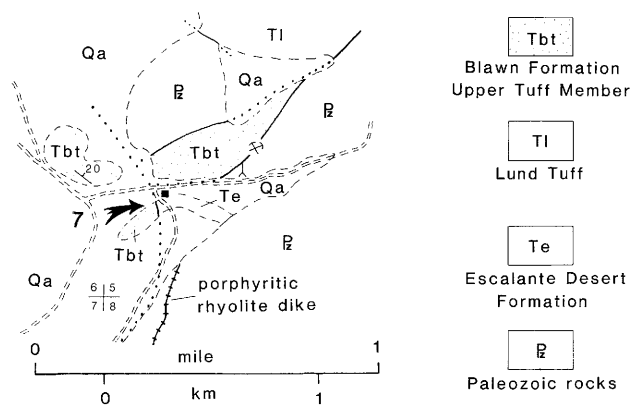 Qa
Tl
Qa
Pz
Pz
Tbt
Tbt
20
Te
Qa
7
Tbt
Pz
Qa
6 5
7 8
porphyritic
rhyolite dike
0
mile
1
0
km
1
Tbt
Blawn Formation
Upper Tuff Member
Tl
Lund Tuff
Te
Escalante Desert
Formation
Pz
Paleozoic rocks